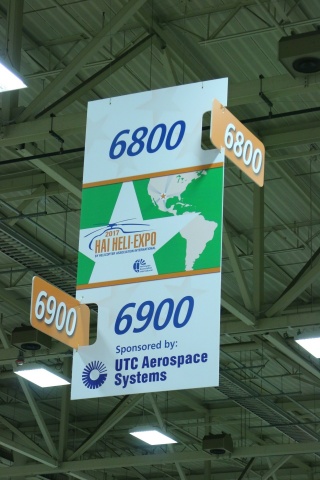 6800
6800
2017
HAI HELI-EXPO
6900
6900
Sponsored by:
UTC Aerospace
Systems